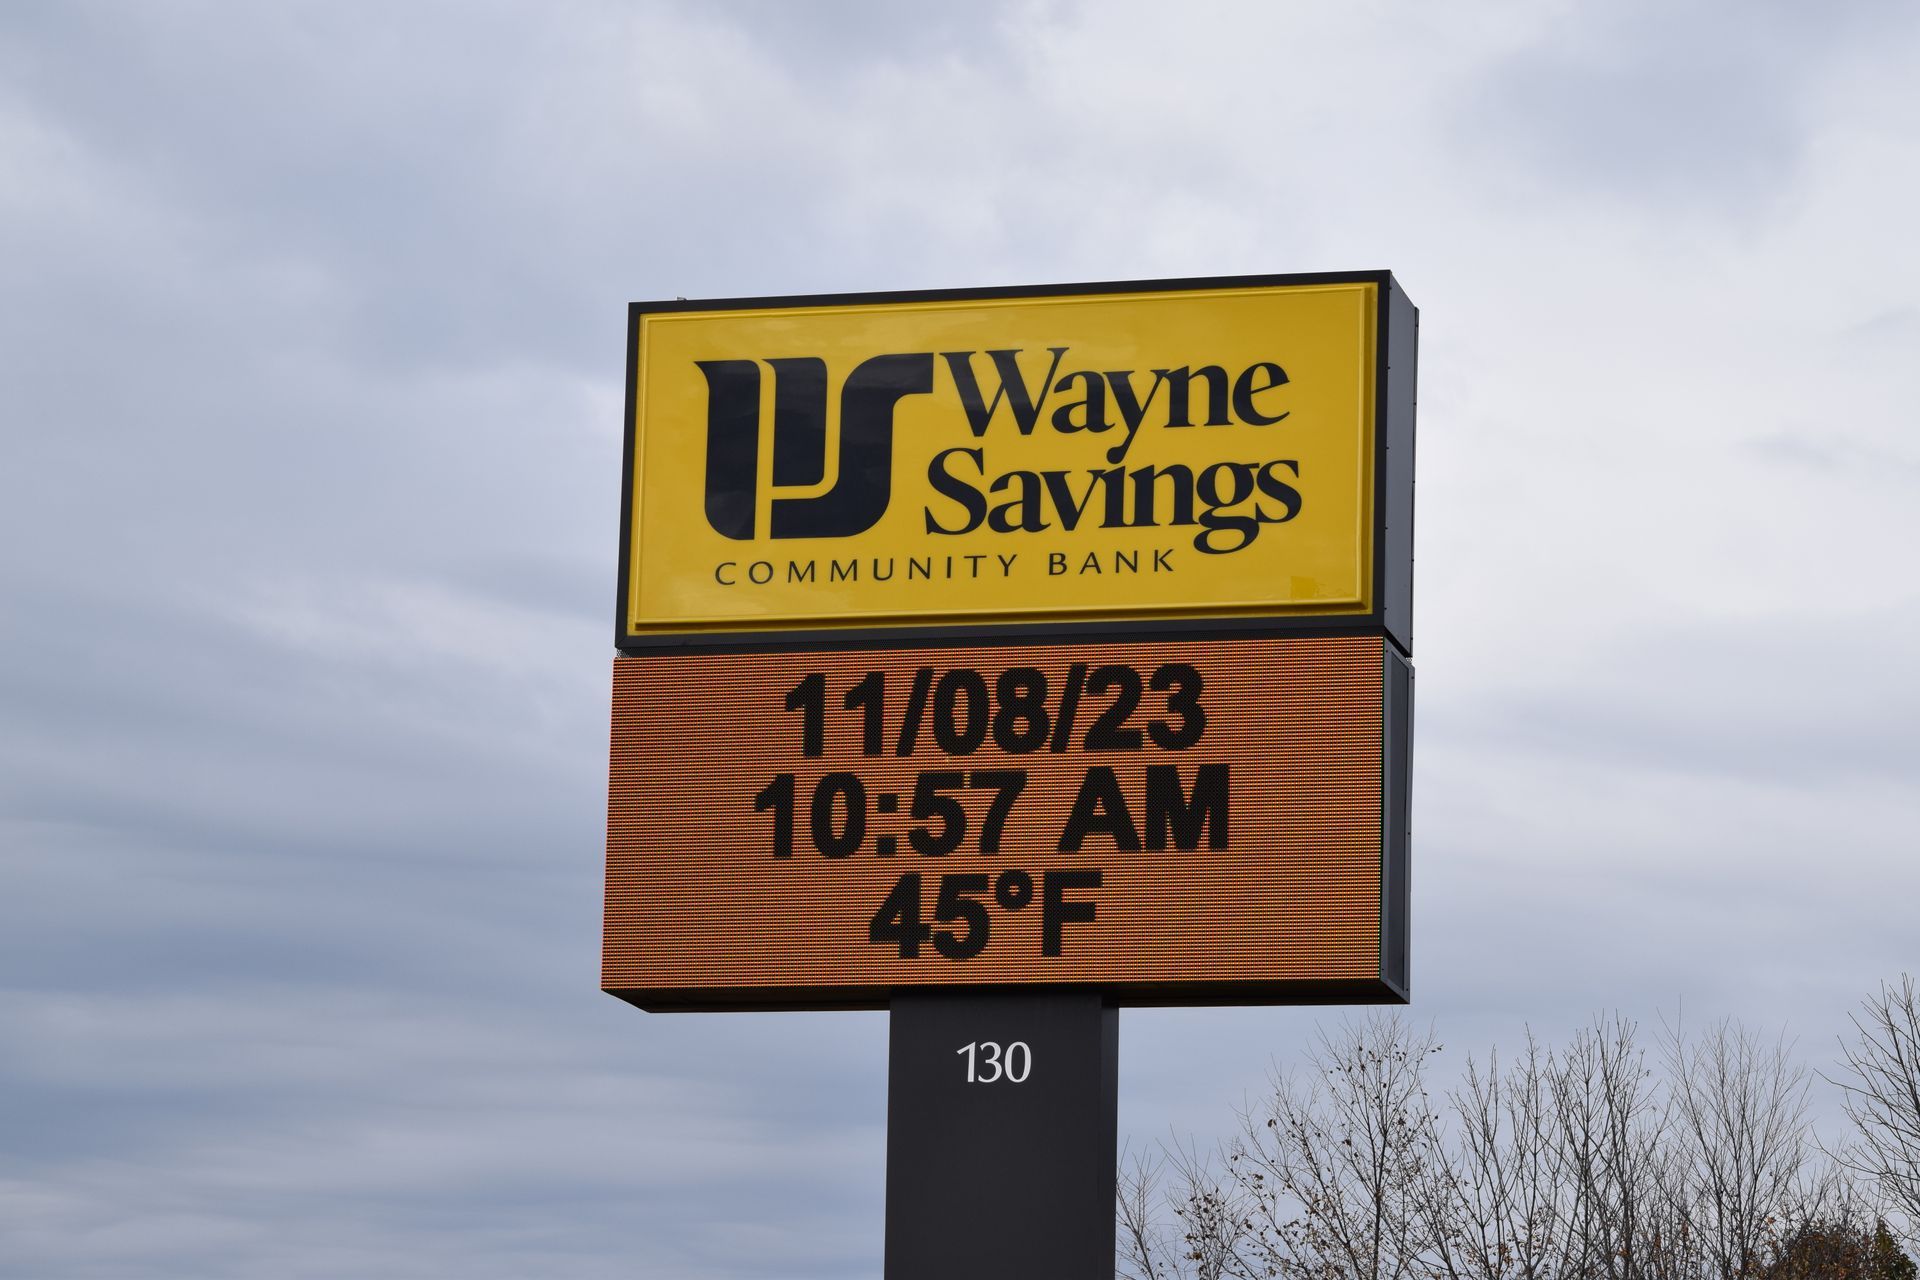 Wayne
Savings
COMMUNITY BANK
11/08/23
10:57 AM
45°F
130